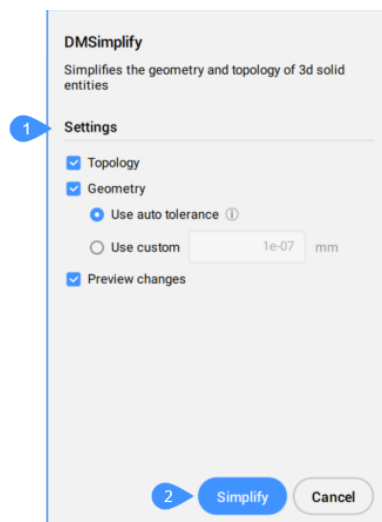 DMSimplify
Simplifies the geometry and topology of 3d solid
entities
1
Settings
Topology
Geometry
Use auto tolerance
Use custom 1e-07 mm
Preview changes
2
Simplify Cancel